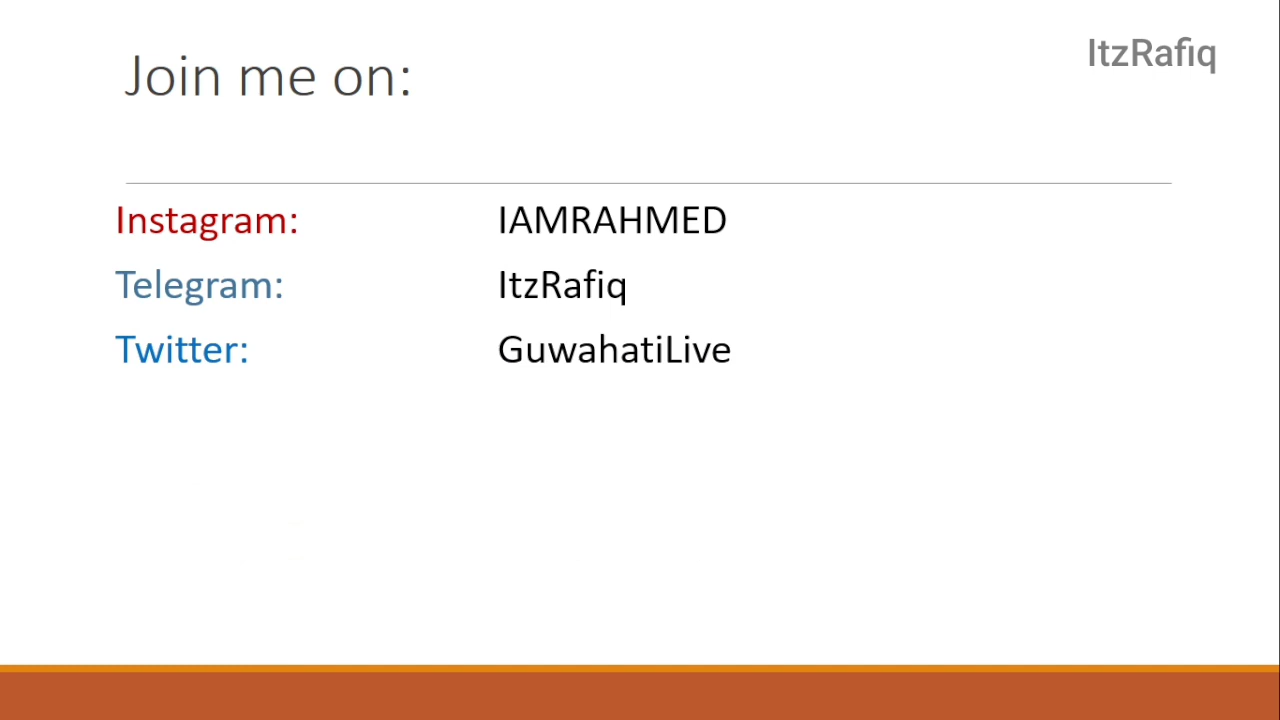 Join me on:
ItzRafiq
Instagram: IAMRAHMED
Telegram: ItzRafiq
Twitter: GuwahatiLive